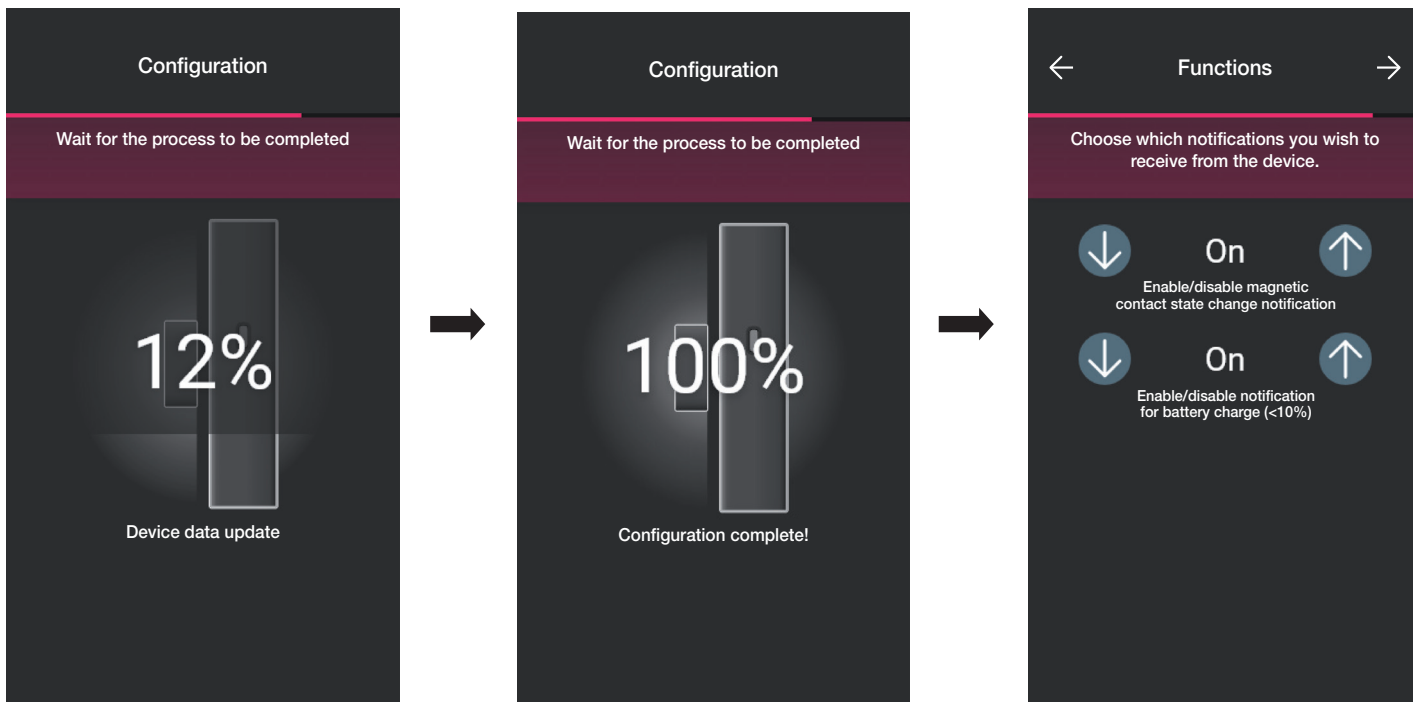 Configuration
Wait for the process to be completed
12%
Device data update
Configuration
Wait for the process to be completed
100%
Configuration complete!
Functions
Choose which notifications you wish to
receive from the device.
On
Enable/disable magnetic
contact state change notification
On
Enable/disable notification
for battery charge (<10%)